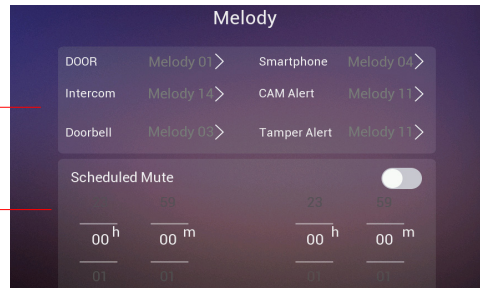 Melody
DOOR Melody 01 Smartphone Melody 04
Intercom Melody 14 CAM Alert Melody 11
Doorbell Melody 03 Tamper Alert Melody 11
Scheduled Mute
59 23 59
00 h 00 m 00 h 00 m
01 01 01 01